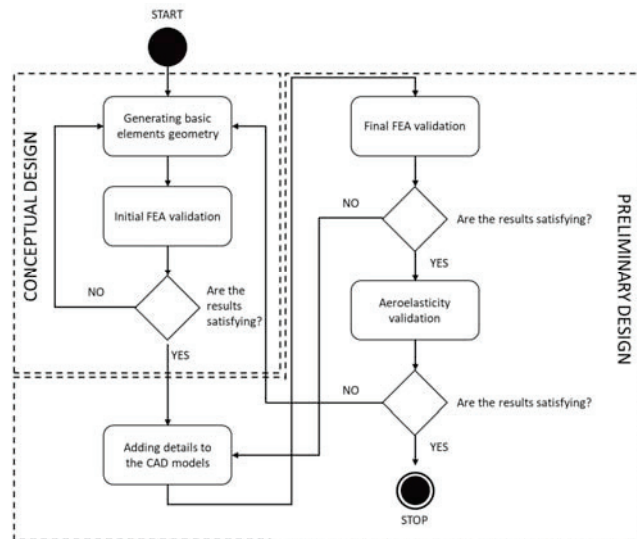 START
CONCEPTUAL DESIGN
Generating basic
elements geometry
Initial FEA validation
NO
Are the
results
satisfying?
YES
Adding details to
the CAD models
PRELIMINARY DESIGN
Final FEA validation
NO
Are the results satisfying?
YES
Aeroelasticity
validation
NO
Are the results satisfying?
YES
STOP